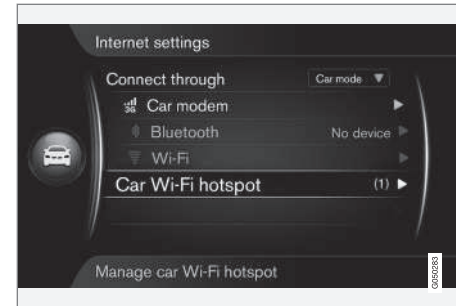 Internet settings
Connect through Car mode ▼
3G Car modem
Bluetooth No device
Wi-Fi
Car Wi-Fi hotspot (1)
Manage car Wi-Fi hotspot
G050283